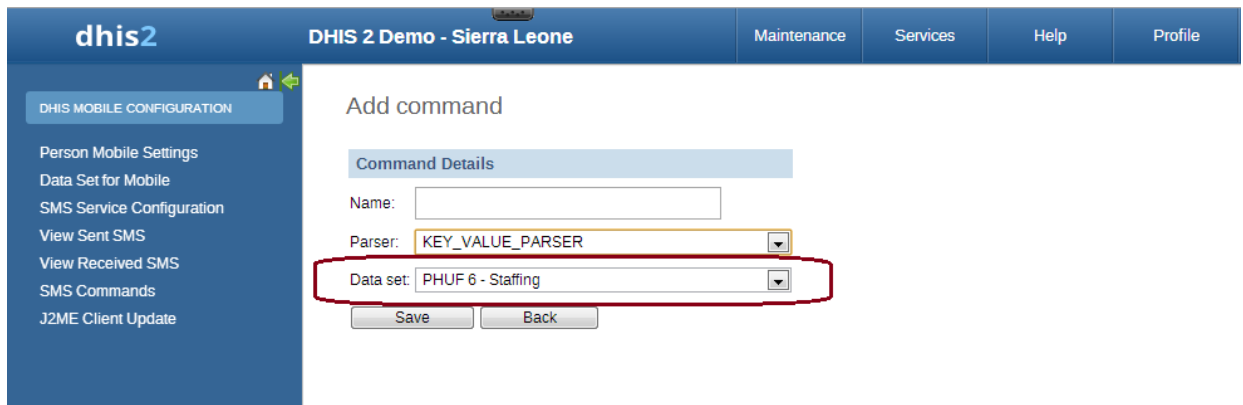 dhis2 DHIS 2 Demo - Sierra Leone Maintenance Services Help Profile
DHIS MOBILE CONFIGURATION
Person Mobile Settings
Data Set for Mobile
SMS Service Configuration
View Sent SMS
View Received SMS
SMS Commands
J2ME Client Update
Add command
Command Details
Name:
Parser: KEY_VALUE_PARSER
Data set: PHUF 6 - Staffing
Save Back